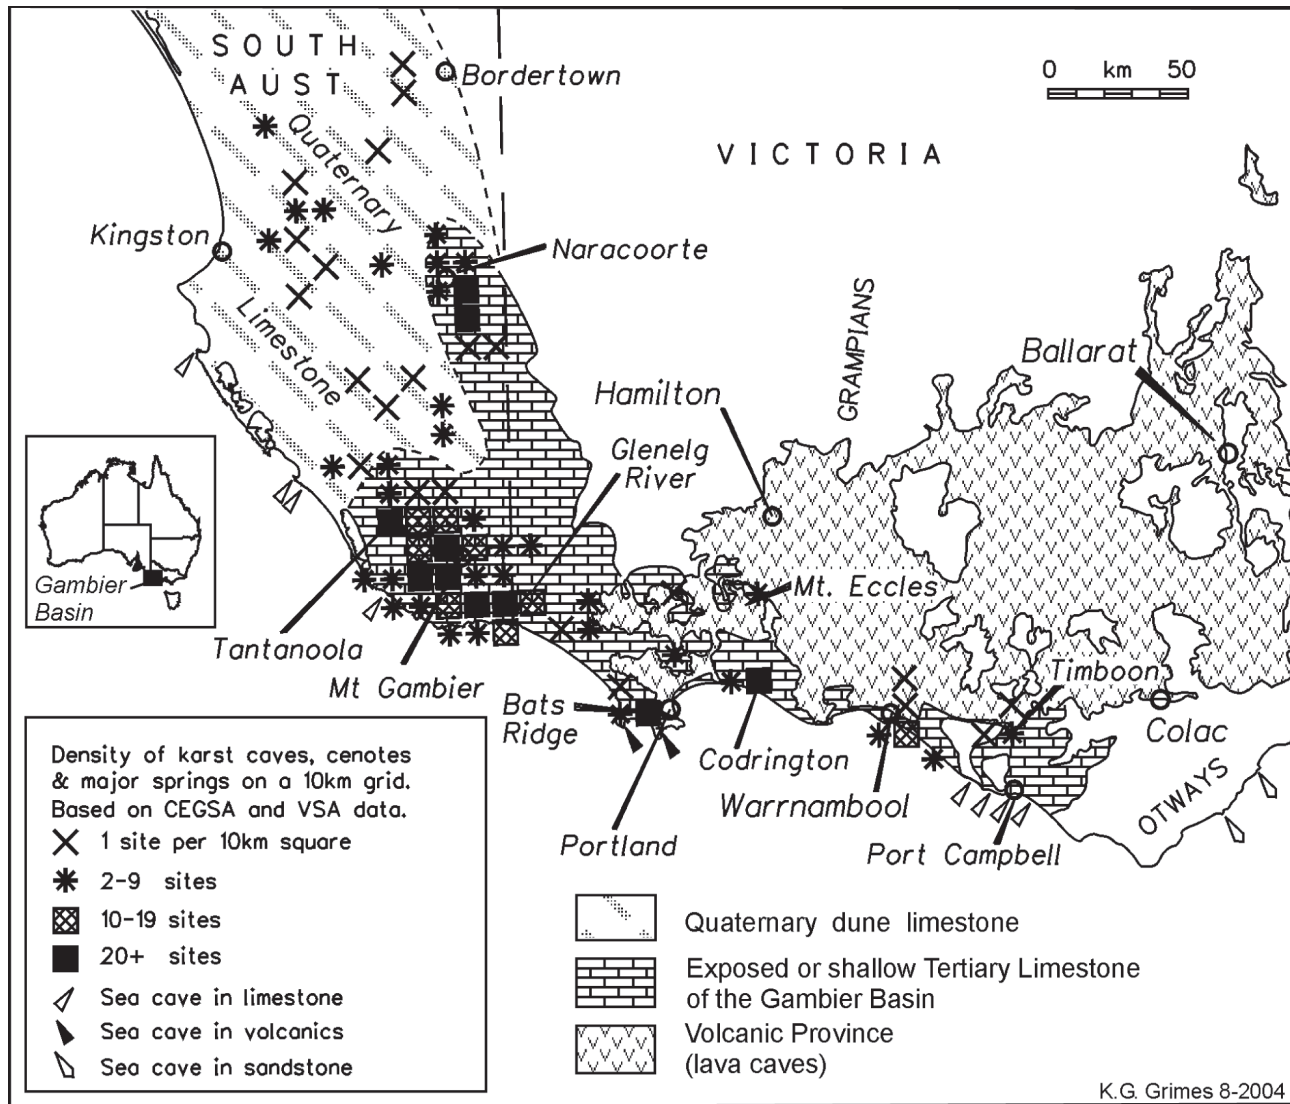 SOUTH
AUST
Bordertown
0 km 50
VICTORIA
Quaternary
Kingston
Naracoorte
Limestone
GRAMPIANS
Ballarat
Hamilton
Glenelg
River
Gambier
Basin
Mt. Eccles
Tantanoola
Mt Gambier
Timboon
Bats
Ridge
Colac
Codrington
Warrnambool
OTWAYS
Portland
Port Campbell
Density of karst caves, cenotes
& major springs on a 10km grid.
Based on CEGSA and VSA data.
1 site per 10km square
2-9 sites
10-19 sites
20+ sites
Sea cave in limestone
Sea cave in volcanics
Sea cave in sandstone
Quaternary dune limestone
Exposed or shallow Tertiary Limestone
of the Gambier Basin
Volcanic Province
(lava caves)
K.G. Grimes 8-2004